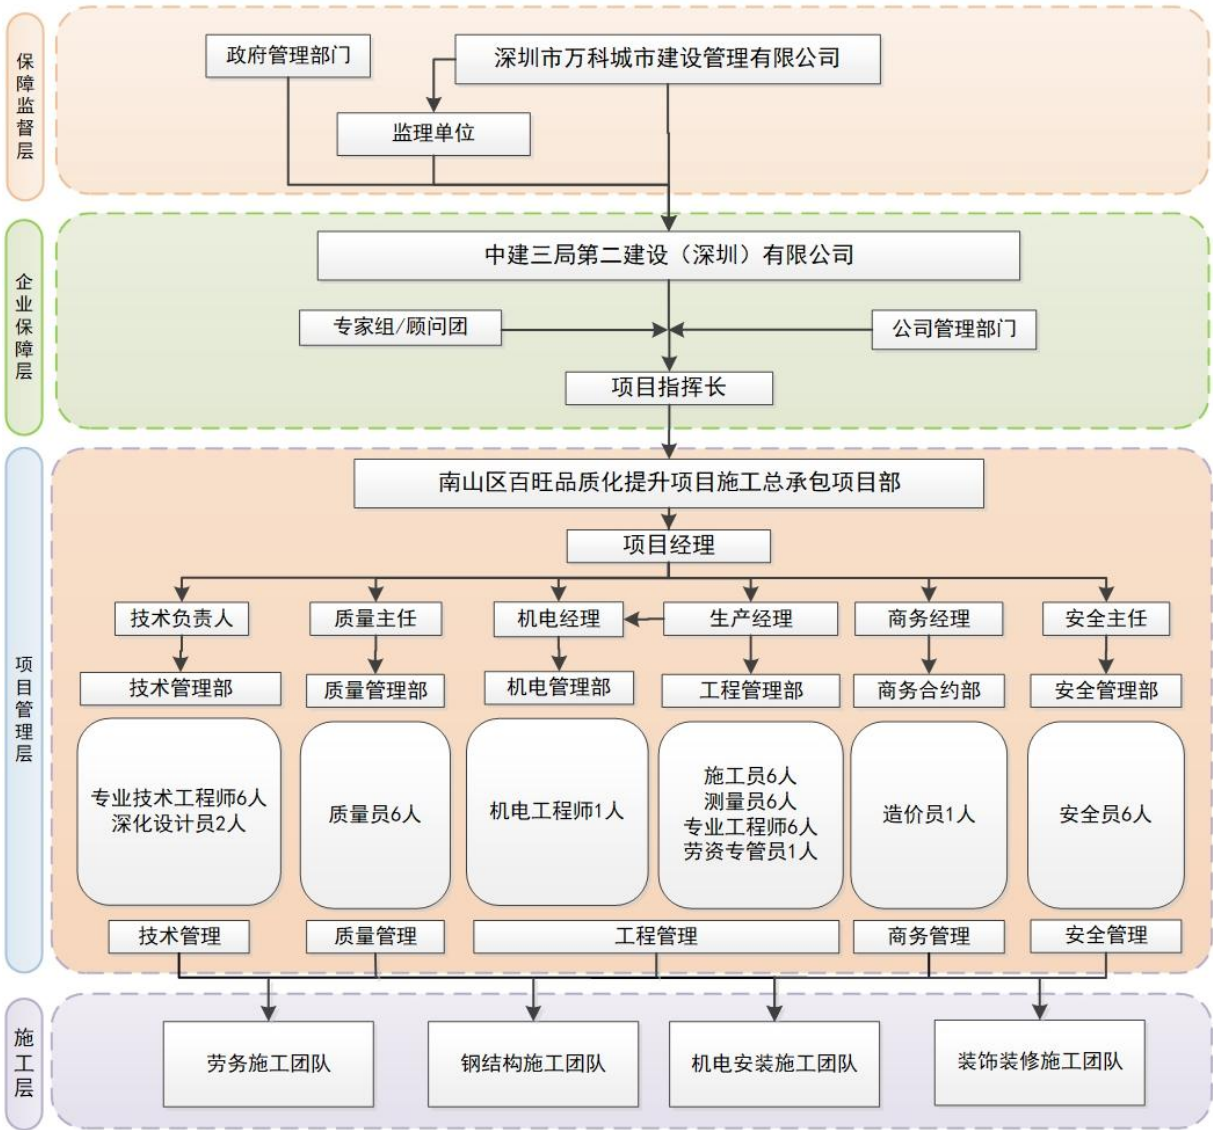 保障监督层
政府管理部门
深圳市万科城市建设管理有限公司
监理单位
企业保障层
中建三局第二建设（深圳）有限公司
专家组/顾问团
公司管理部门
项目指挥长
项目管理层
南山区百旺品质化提升项目施工总承包项目部
项目经理
技术负责人
质量主任
机电经理
生产经理
商务经理
安全主任
技术管理部
质量管理部
机电管理部
工程管理部
商务合约部
安全管理部
专业技术工程师6人
深化设计员2人
质量员6人
机电工程师1人
施工员6人
测量员6人
专业工程师6人
劳资专管员1人
造价员1人
安全员6人
技术管理
质量管理
工程管理
商务管理
安全管理
施工层
劳务施工团队
钢结构施工团队
机电安装施工团队
装饰装修施工团队